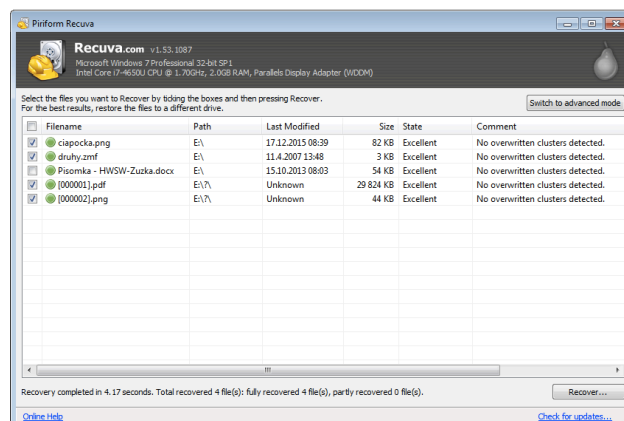 Piriform Recuva
Recuva.com v1.53.1087
Microsoft Windows 7 Professional 32-bit SP1
Intel Core i7-4650U CPU @ 1.70GHz, 2.0GB RAM, Parallels Display Adapter (WDDM)
Select the files you want to Recover by ticking the boxes and then pressing Recover.
For the best results, restore the files to a different drive.
Switch to advanced mode
Filename Path Last Modified Size State Comment
ciapocka.png E:\ 17.12.2015 08:39 82 KB Excellent No overwritten clusters detected.
druhy.zmf E:\ 11.4.2007 13:48 3 KB Excellent No overwritten clusters detected.
Pisomka - HWSW-Zuzka.docx E:\ 15.10.2013 08:03 54 KB Excellent No overwritten clusters detected.
[000001].pdf E:\?\ Unknown 29 824 KB Excellent No overwritten clusters detected.
[000002].png E:\?\ Unknown 44 KB Excellent No overwritten clusters detected.
Recovery completed in 4.17 seconds. Total recovered 4 file(s): fully recovered 4 file(s), partly recovered 0 file(s).
Recover...
Online Help
Check for updates...